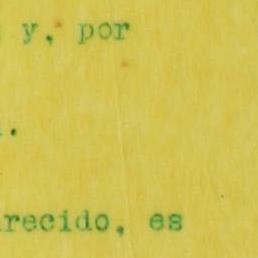 y, por
.
recido, es